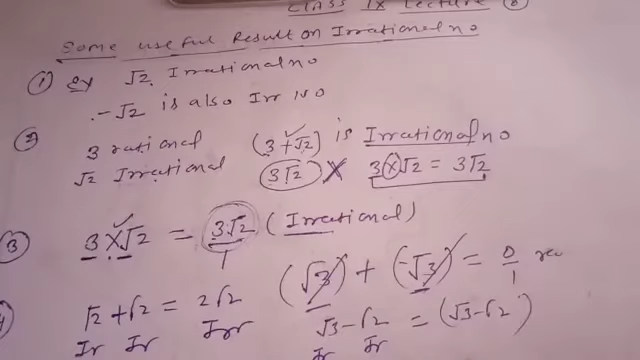 Class IX Lecture 8
Some useful Result on Irrational no
① Ex √2 Irrational no
-√2 is also Irr No
② 3 rational (3+√2) is Irrational no
√2 Irrational 3√2 × 3×√2 = 3√2
③ 3×√2 = 3√2 (Irrational)
4 √2+√2 = 2√2 (√3) + (-√3) = 0/1
Ir Ir Irr √3-√2 = (√3-√2)
Ir Ir